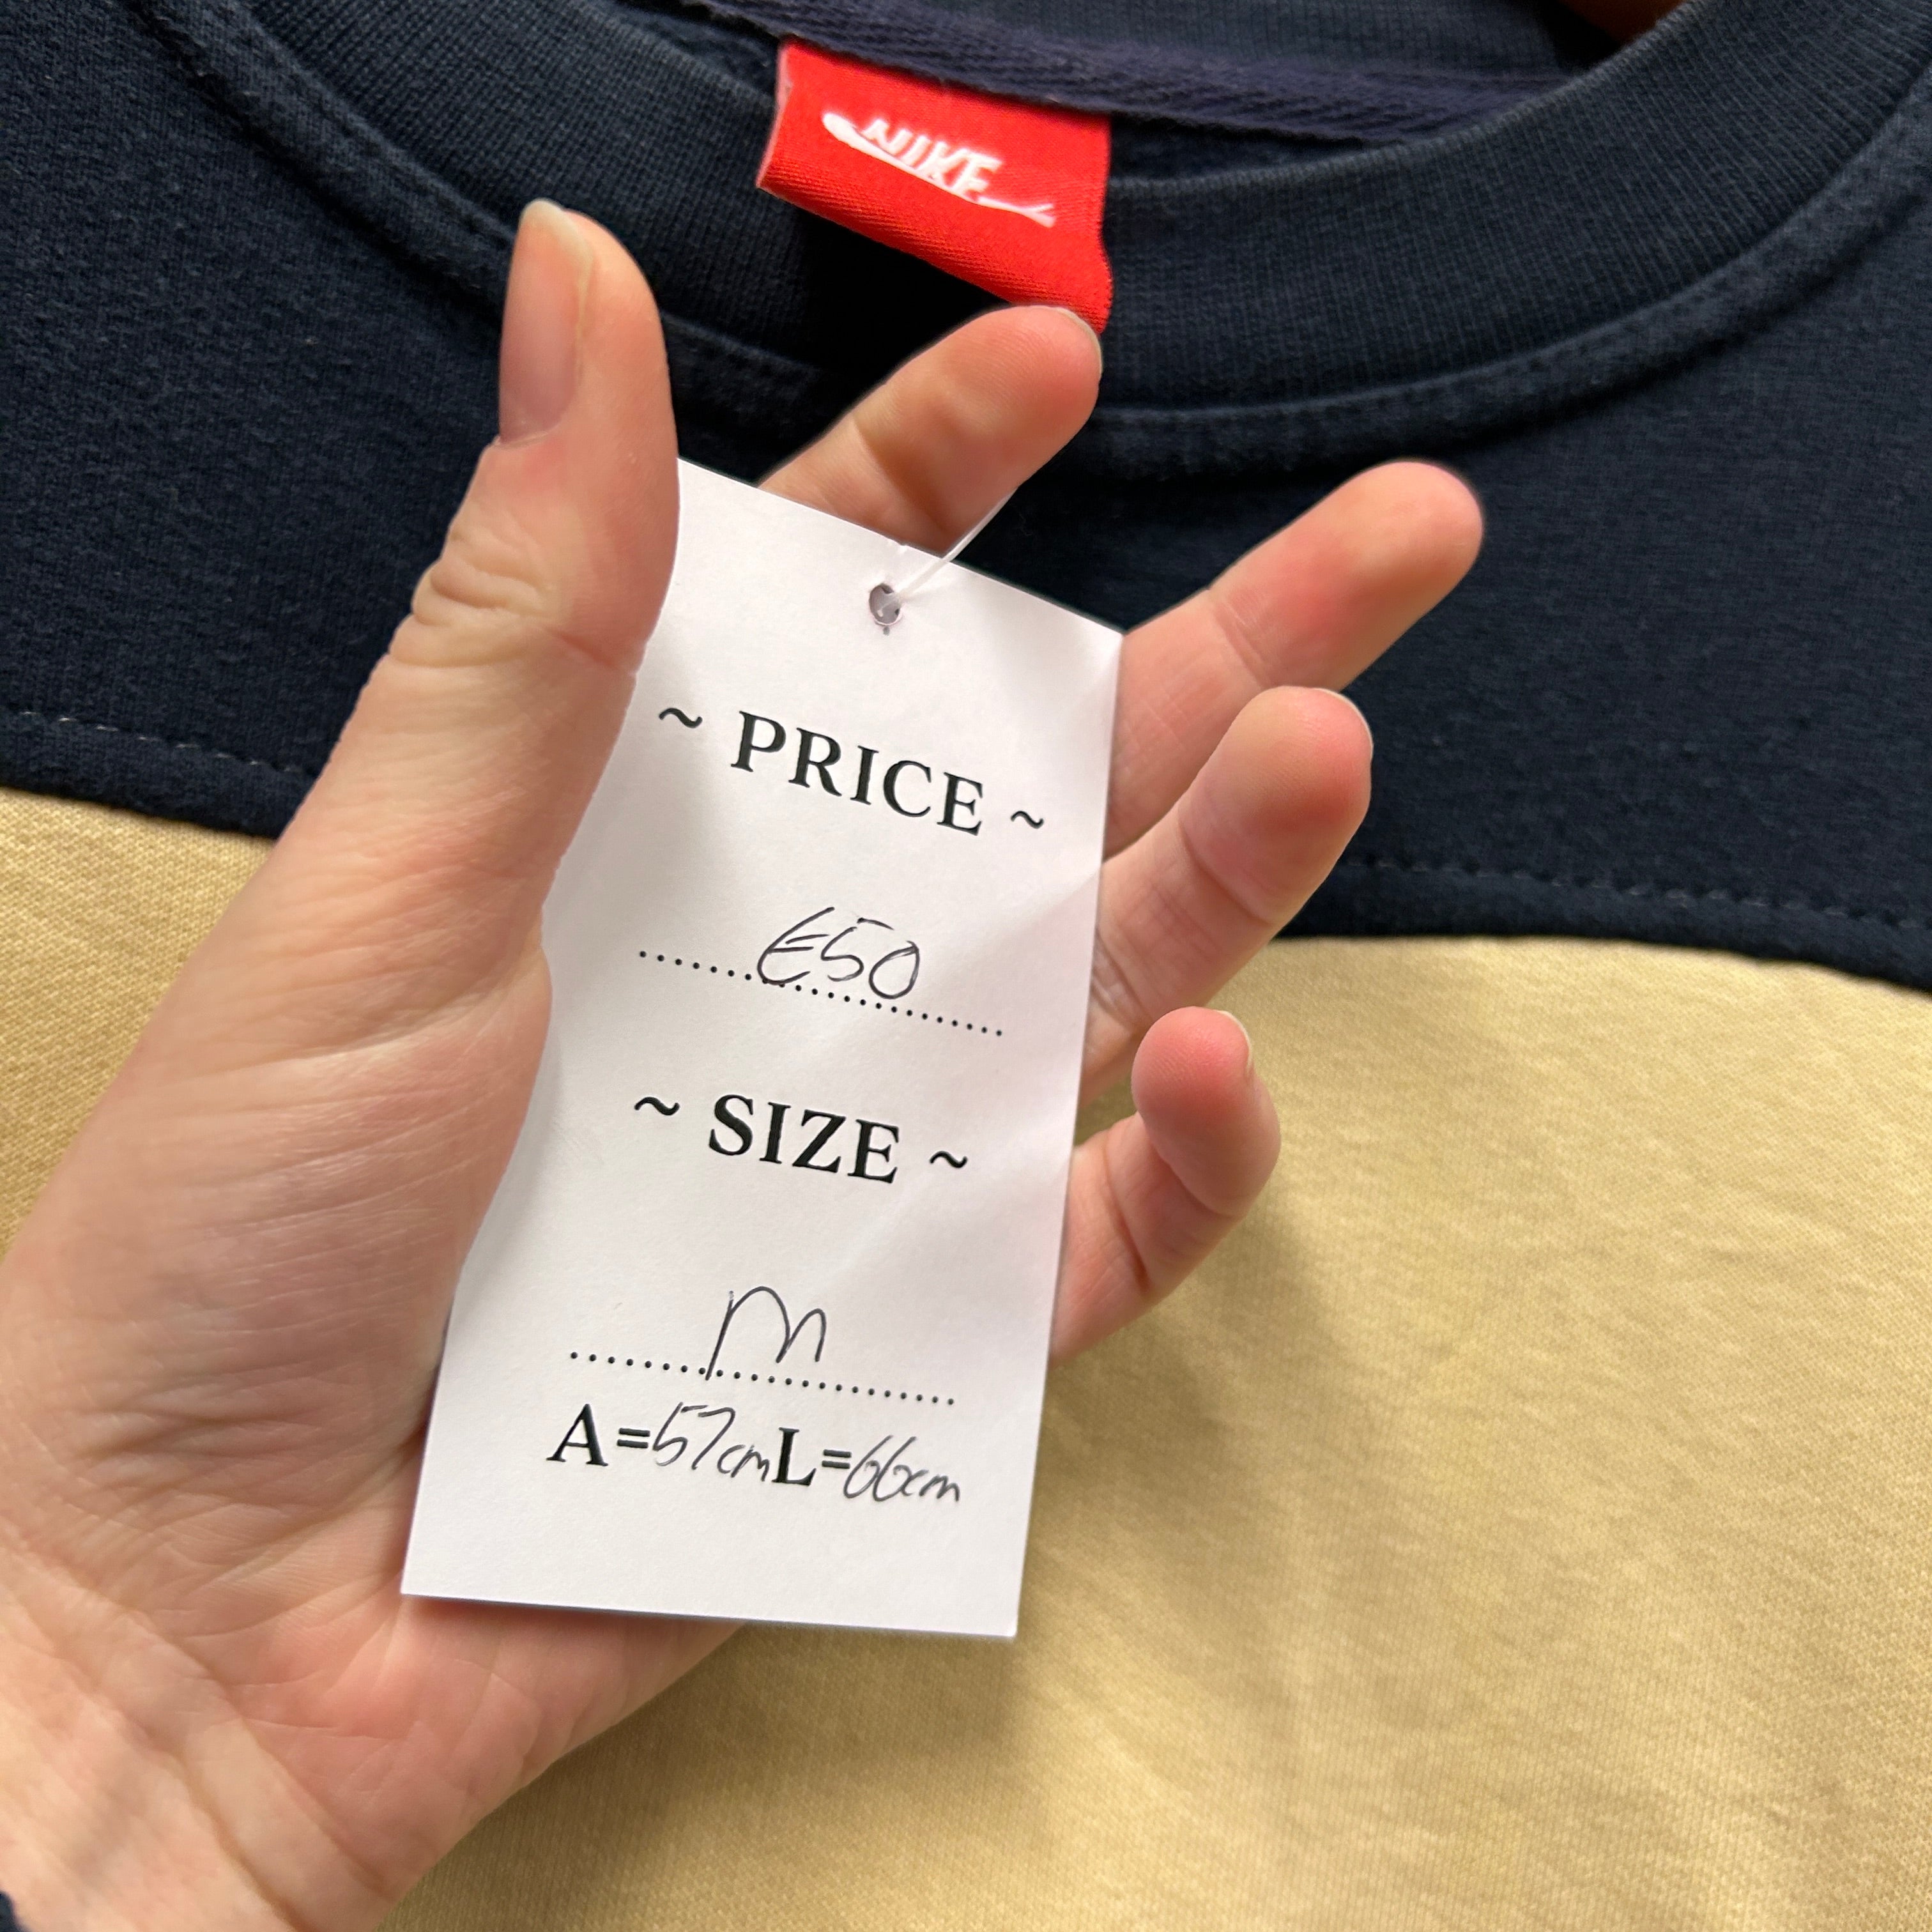 NIKE
~ PRICE ~
€50
~ SIZE ~
M
A=57cm L=66cm